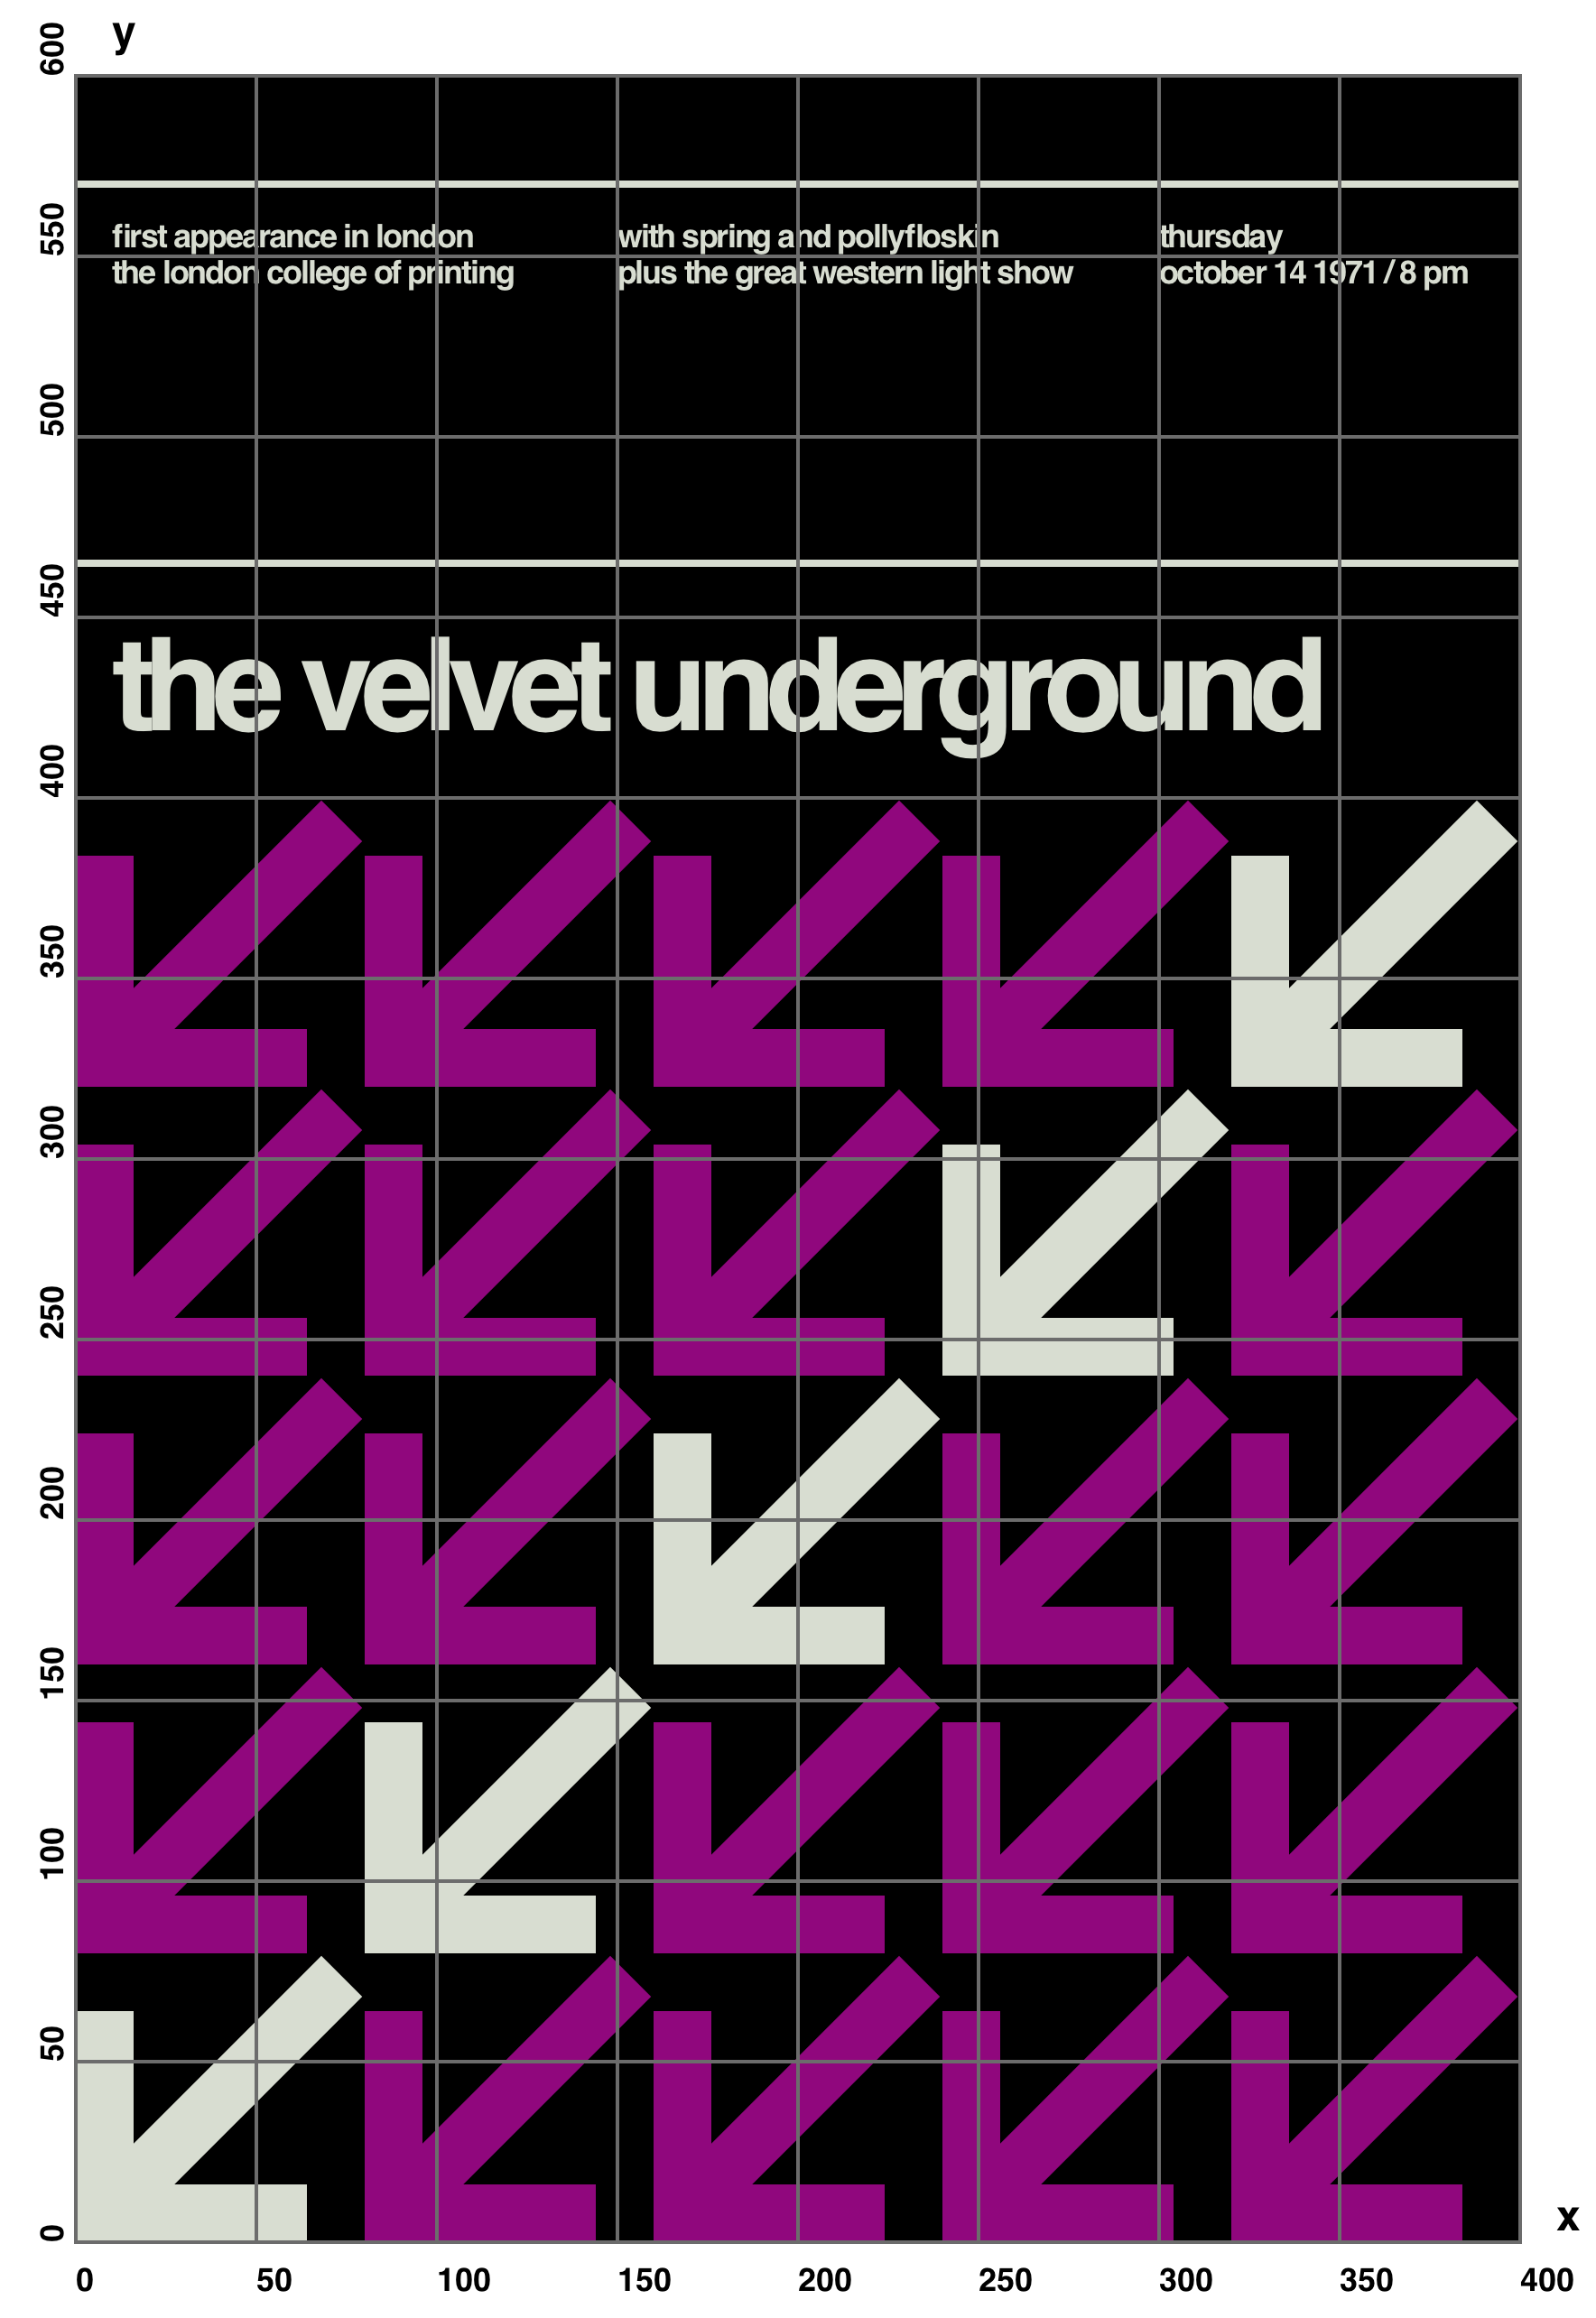 y
600
first appearance in london
the london college of printing
with spring and pollyfloskin
plus the great western light show
thursday
october 14 1971 / 8 pm
550
500
450
the velvet underground
400
350
300
250
200
150
100
50
0
x
0 50 100 150 200 250 300 350 400